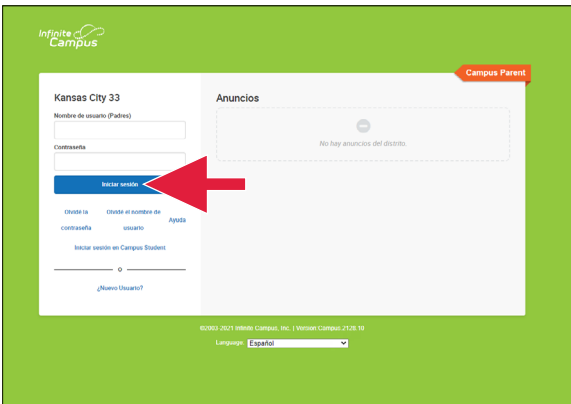 Infinite
Campus
Campus Parent
Kansas City 33
Nombre de usuario (Padres)
Contraseña
Iniciar sesión
Olvidé la contraseña
Olvidé el nombre de usuario
Ayuda
Iniciar sesión en Campus Student
o
¿Nuevo Usuario?
Anuncios
No hay anuncios del distrito.
©2003-2021 Infinite Campus, Inc. | Version Campus.2128.10
Language Español